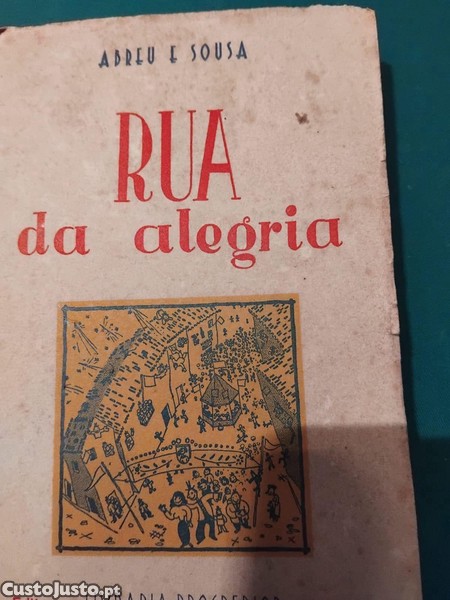 ABREU E SOUSA
RUA
da alegria
CustoJusto.pt